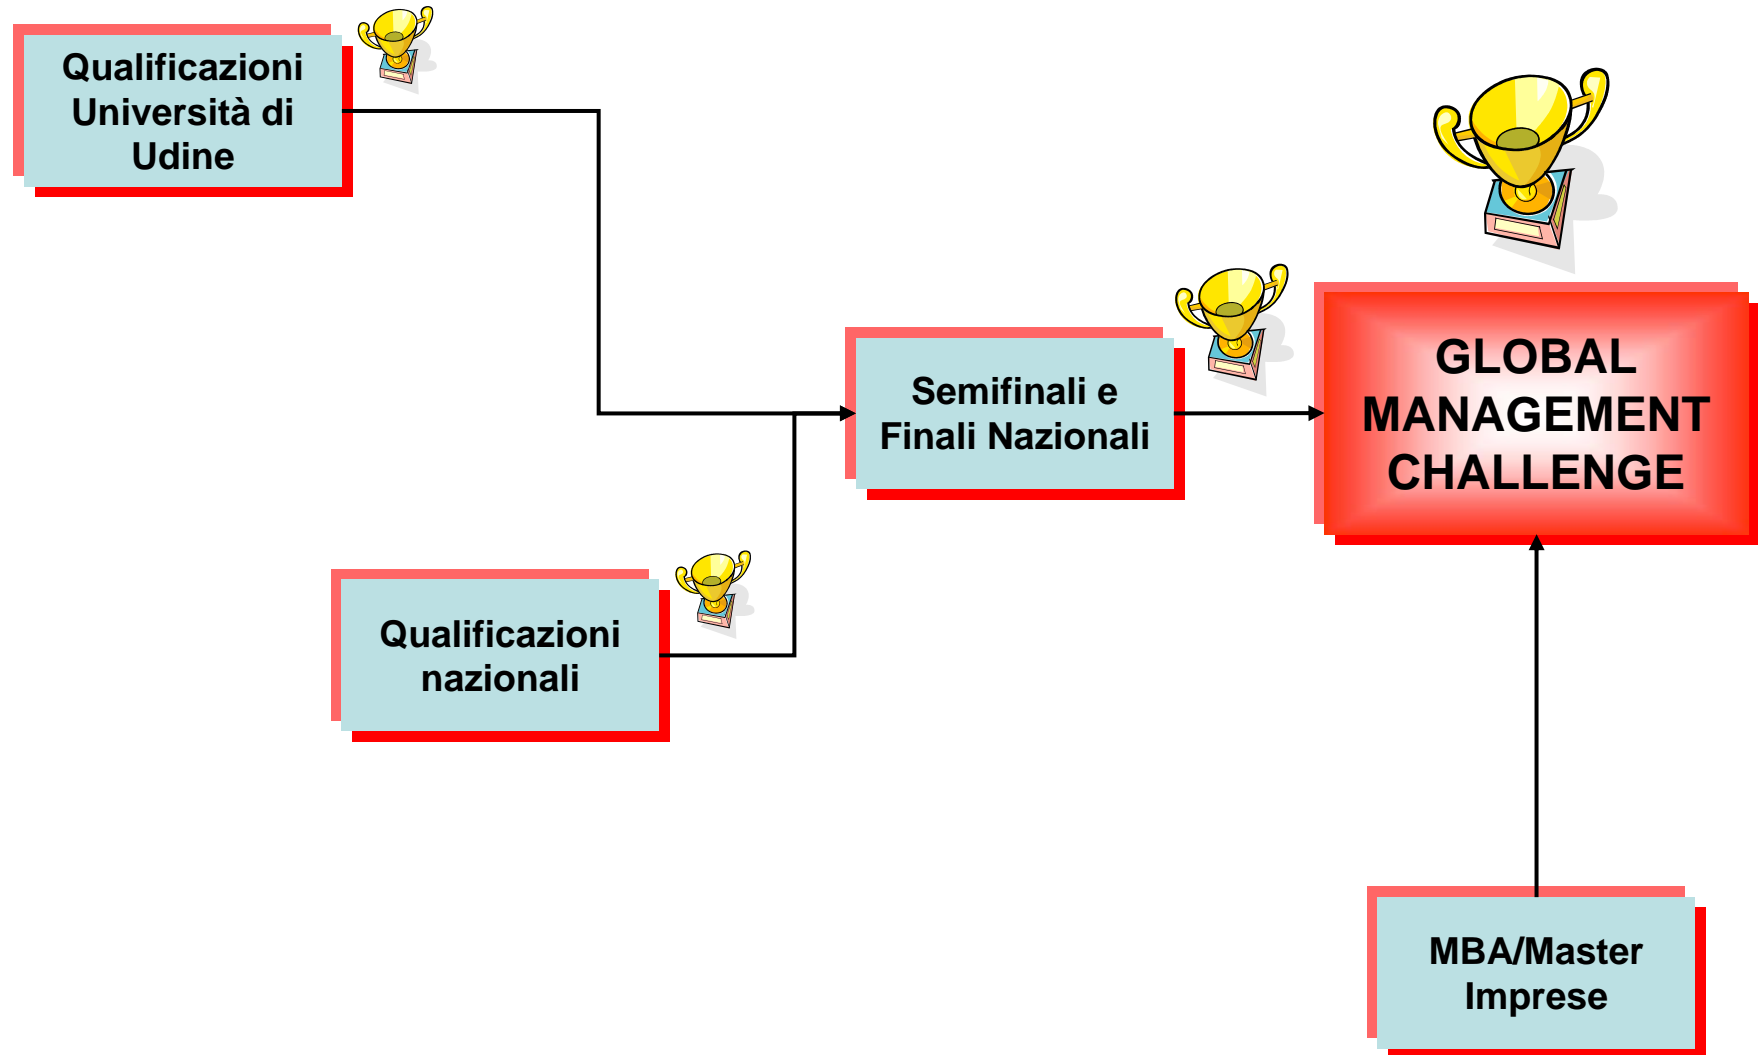 Qualificazioni
Università di
Udine
GLOBAL
MANAGEMENT
CHALLENGE
Semifinali e
Finali Nazionali
Qualificazioni
nazionali
MBA/Master
Imprese